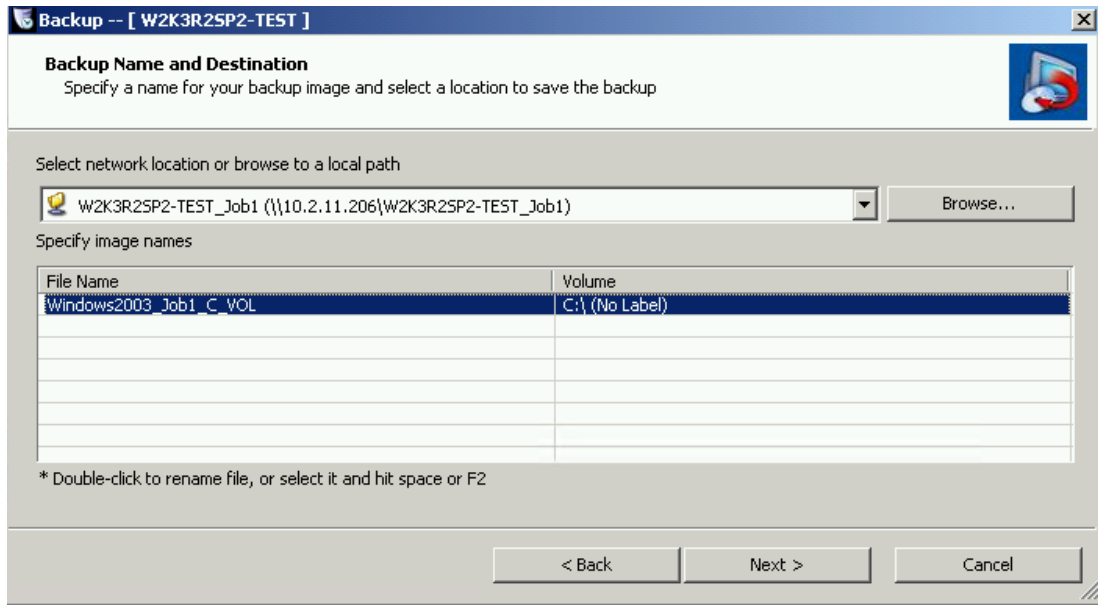 Backup -- [ W2K3R2SP2-TEST ]
Backup Name and Destination
Specify a name for your backup image and select a location to save the backup
Select network location or browse to a local path
W2K3R2SP2-TEST_Job1 (\\10.2.11.206\W2K3R2SP2-TEST_Job1)
Browse...
Specify image names
File Name Volume
Windows2003_Job1_C_VOL C:\ (No Label)
* Double-click to rename file, or select it and hit space or F2
< Back Next > Cancel